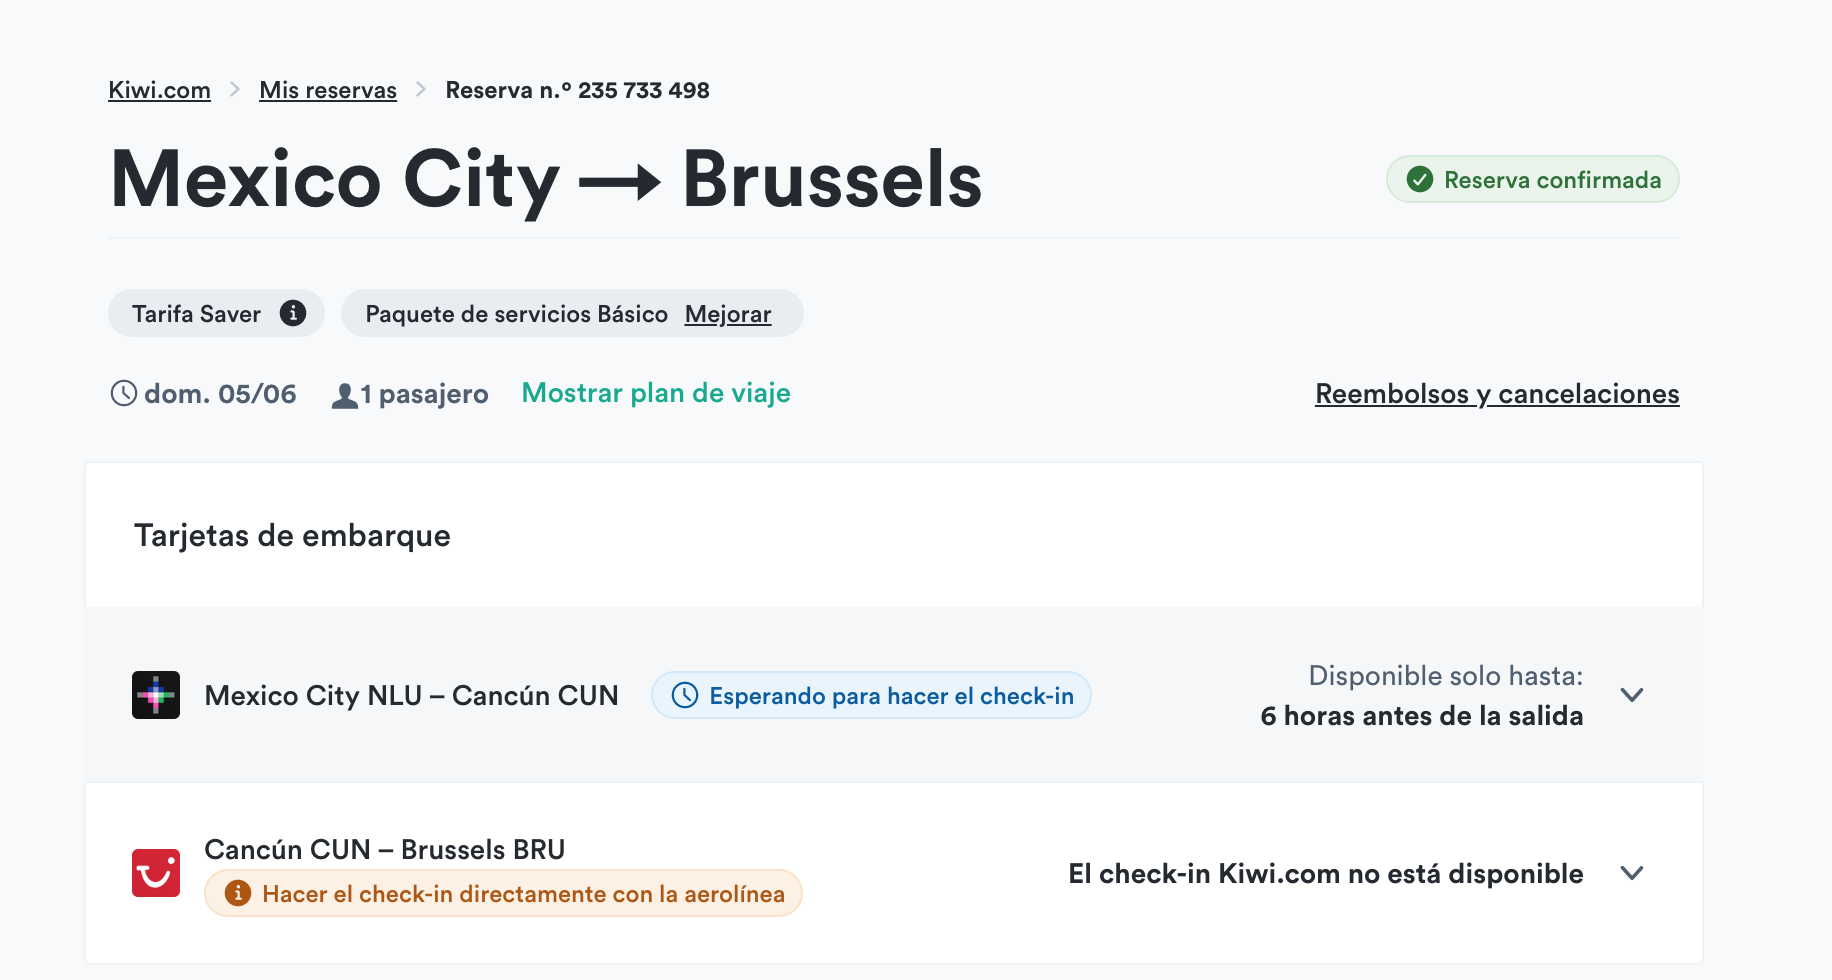 Kiwi.com > Mis reservas > Reserva n.º 235 733 498
Mexico City → Brussels
Reserva confirmada
Tarifa Saver
Paquete de servicios Básico Mejorar
dom. 05/06 1 pasajero Mostrar plan de viaje
Reembolsos y cancelaciones
Tarjetas de embarque
Mexico City NLU – Cancún CUN
Esperando para hacer el check-in
Disponible solo hasta:
6 horas antes de la salida
Cancún CUN – Brussels BRU
Hacer el check-in directamente con la aerolínea
El check-in Kiwi.com no está disponible